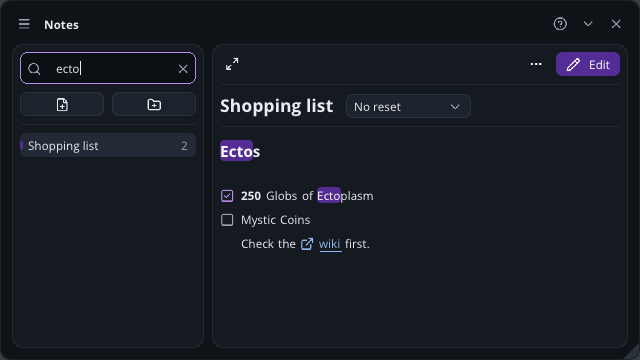 Notes
ecto
Edit
Shopping list
No reset
Shopping list 2
Ectos
250 Globs of Ectoplasm
Mystic Coins
Check the wiki first.